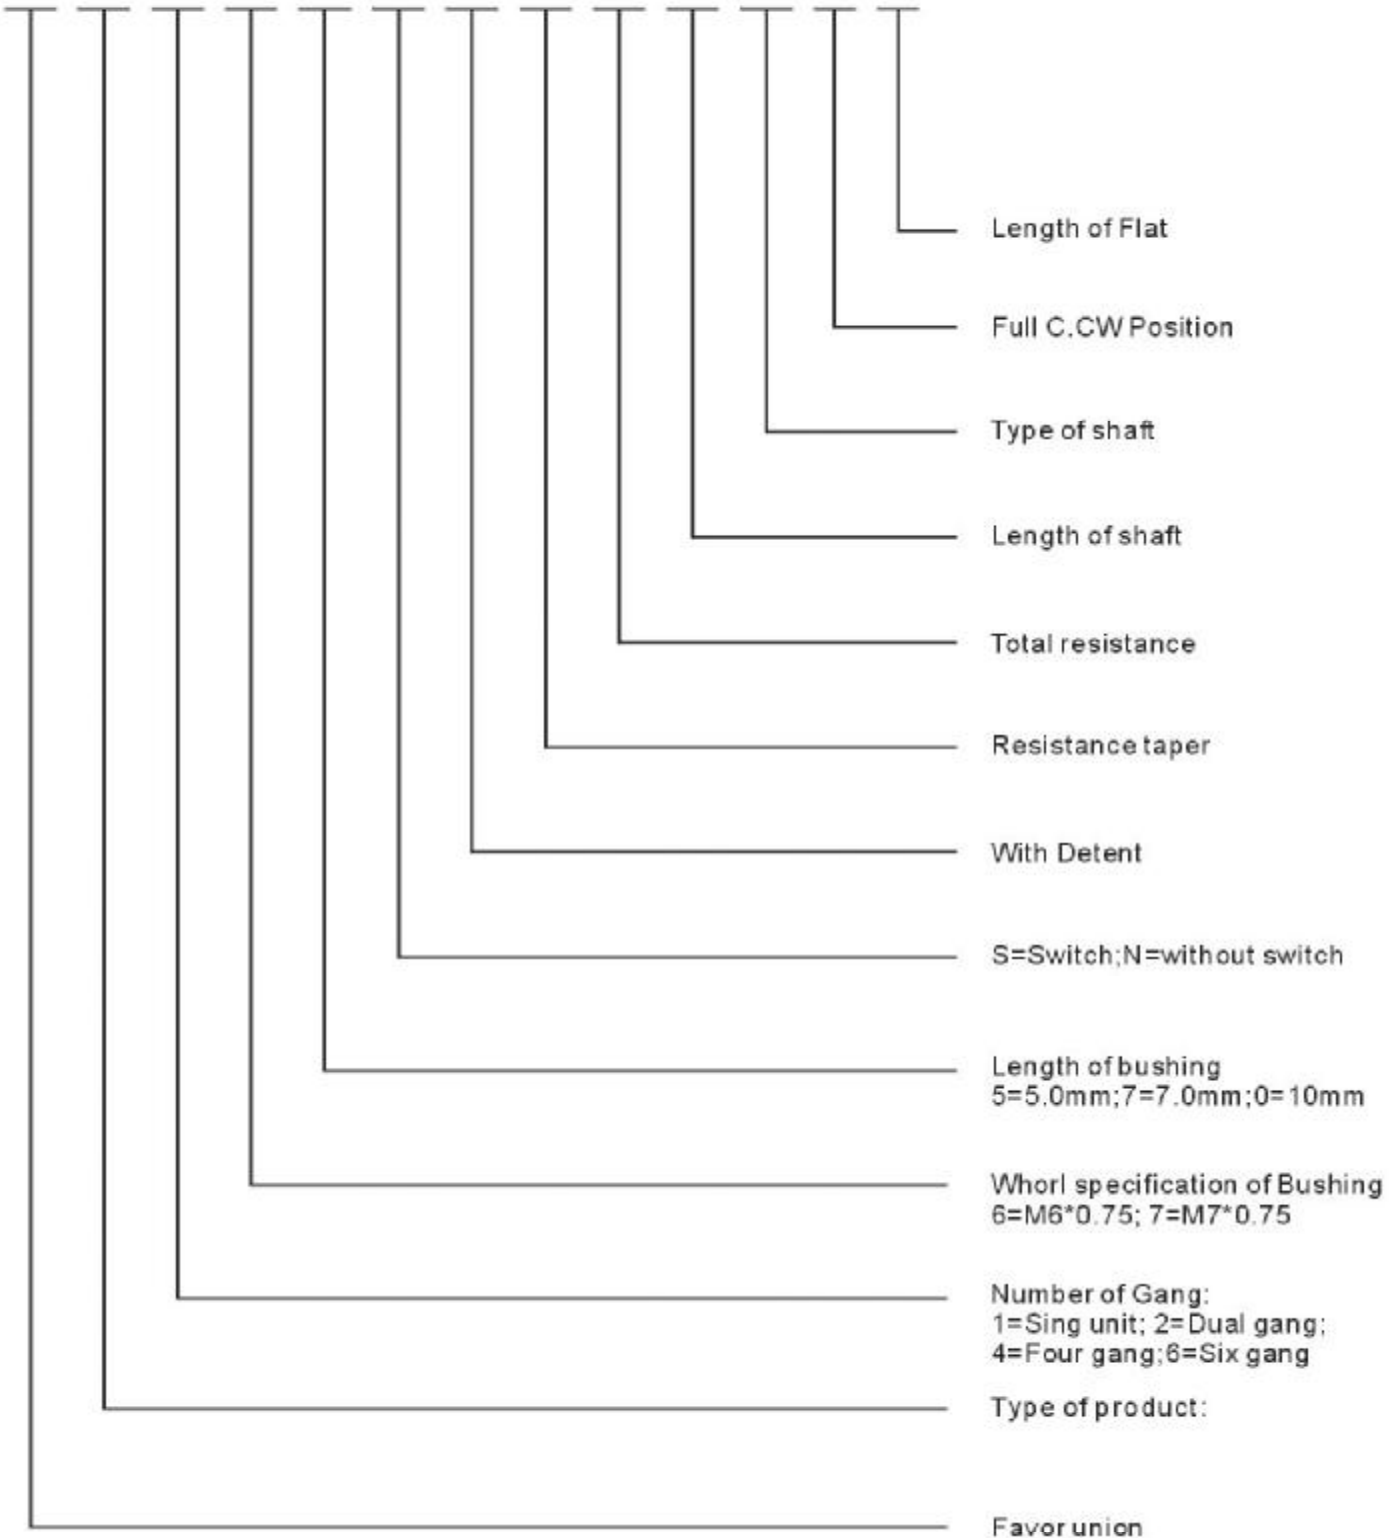 Length of Flat
Full C.CW Position
Type of shaft
Length of shaft
Total resistance
Resistance taper
With Detent
S=Switch;N=without switch
Length of bushing
5=5.0mm;7=7.0mm;0=10mm
Whorl specification of Bushing
6=M6*0.75; 7=M7*0.75
Number of Gang:
1=Sing unit; 2=Dual gang;
4=Four gang;6=Six gang
Type of product:
Favor union